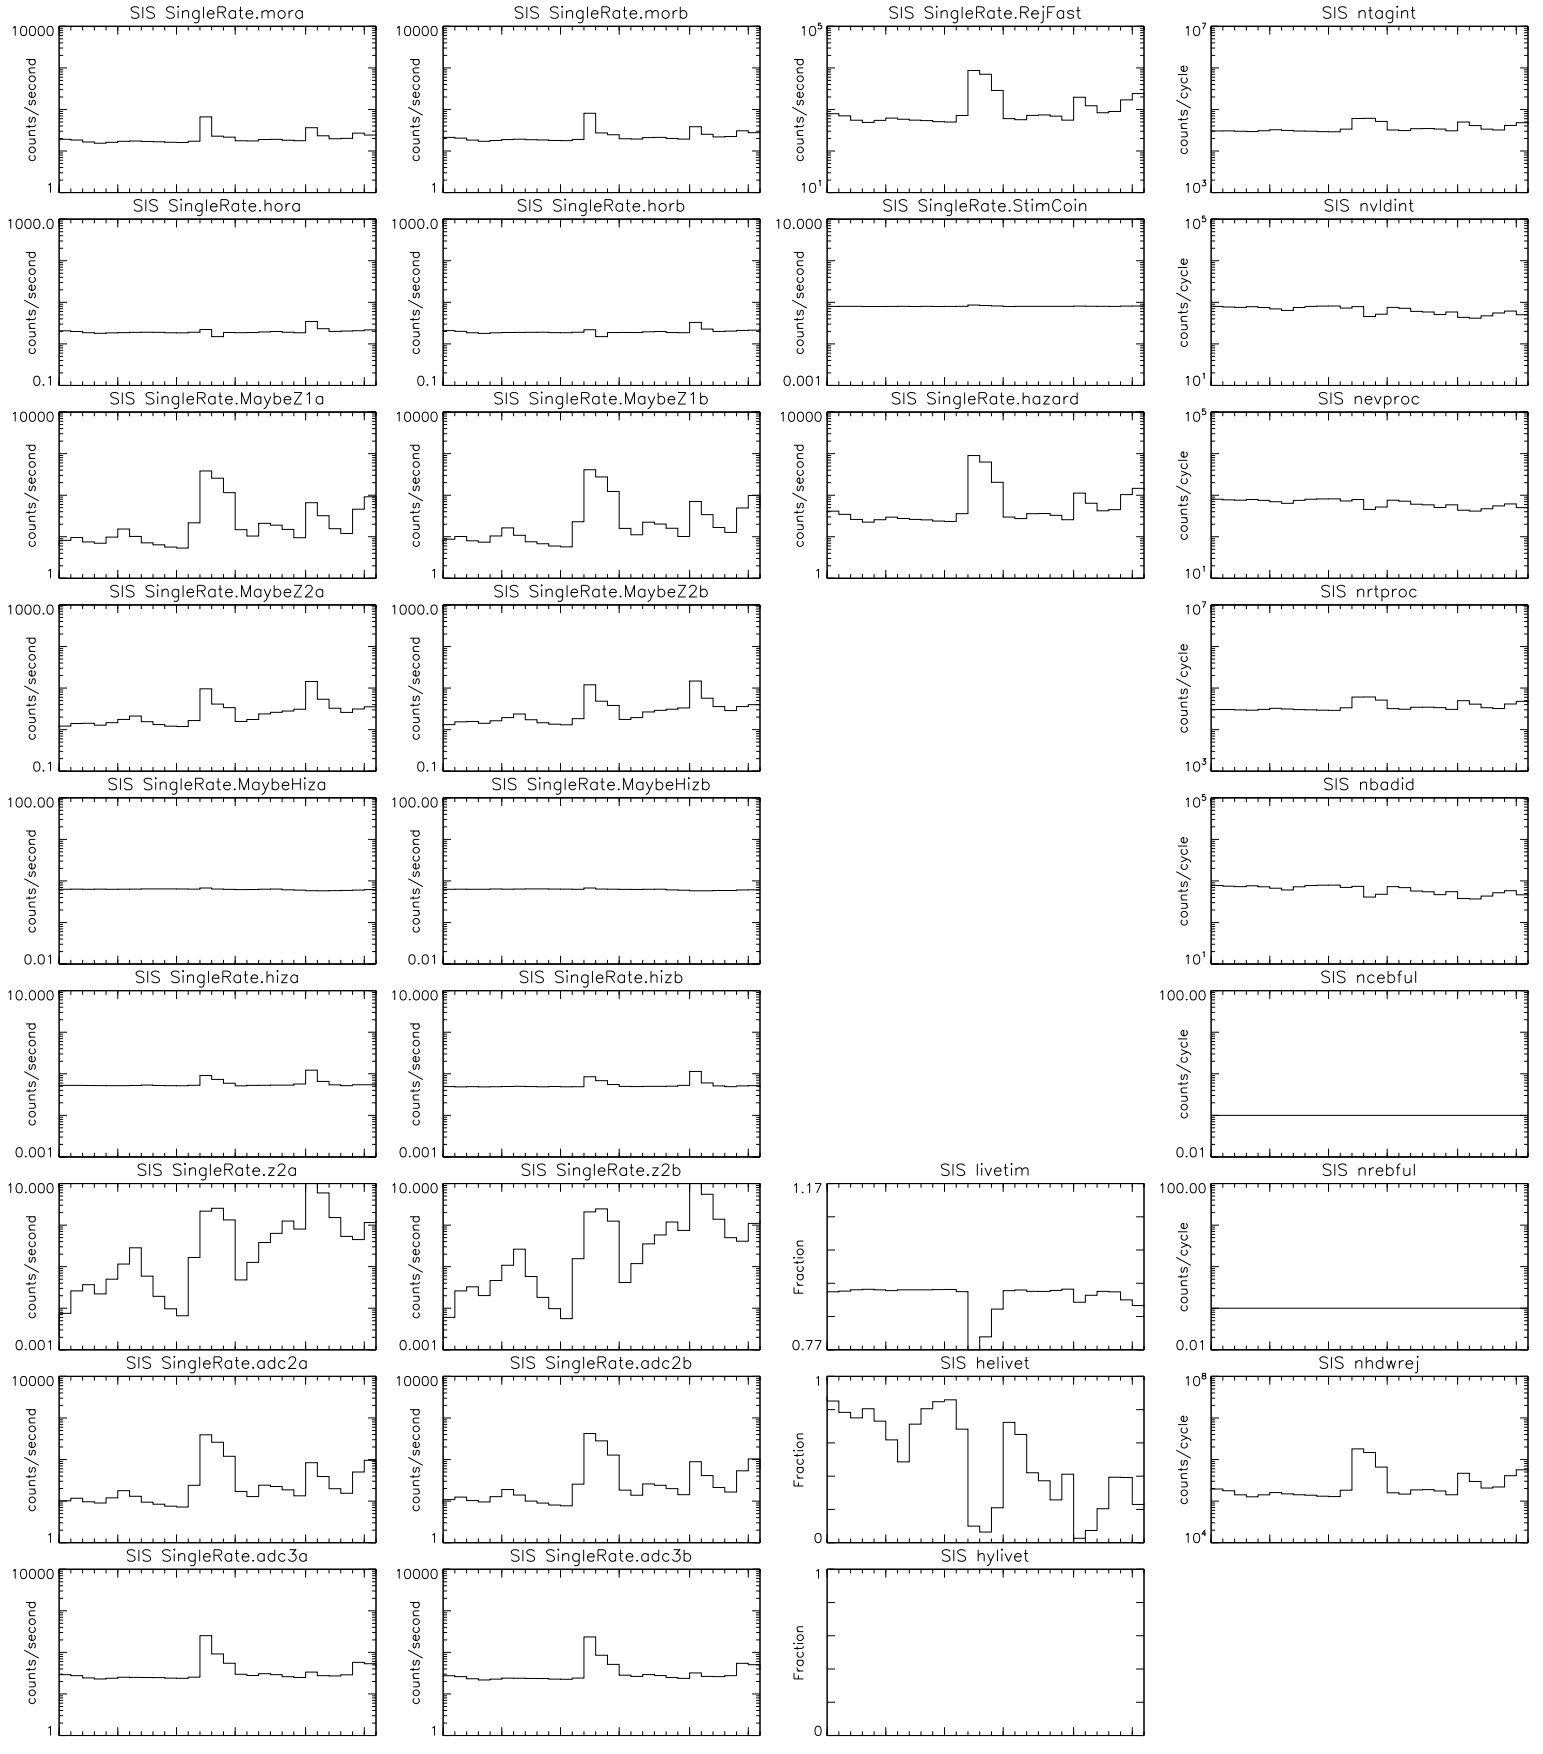 SIS SingleRate.mora SIS SingleRate.morb SIS SingleRate.RejFast SIS ntagint
10000 10000 10^5 10^7
counts/second counts/second counts/second counts/cycle
1 1 10^1 10^3
SIS SingleRate.hora SIS SingleRate.horb SIS SingleRate.StimCoin SIS nvldint
1000.0 1000.0 10.000 10^5
counts/second counts/second counts/second counts/cycle
0.1 0.1 0.001 10^1
SIS SingleRate.MaybeZ1a SIS SingleRate.MaybeZ1b SIS SingleRate.hazard SIS nevproc
10000 10000 10000 10^5
counts/second counts/second counts/second counts/cycle
1 1 1 10^1
SIS SingleRate.MaybeZ2a SIS SingleRate.MaybeZ2b SIS nrtproc
1000.0 1000.0 10^7
counts/second counts/second counts/cycle
0.1 0.1 10^3
SIS SingleRate.MaybeHiza SIS SingleRate.MaybeHizb SIS nbadid
100.00 100.00 10^5
counts/second counts/second counts/cycle
0.01 0.01 10^1
SIS SingleRate.hiza SIS SingleRate.hizb SIS ncebful
10.000 10.000 100.00
counts/second counts/second counts/cycle
0.001 0.001 0.01
SIS SingleRate.z2a SIS SingleRate.z2b SIS livetim SIS nrebful
10.000 10.000 1.17 100.00
counts/second counts/second Fraction counts/cycle
0.001 0.001 0.77 0.01
SIS SingleRate.adc2a SIS SingleRate.adc2b SIS helivet SIS nhdwrej
10000 10000 1 10^8
counts/second counts/second Fraction counts/cycle
1 1 0 10^4
SIS SingleRate.adc3a SIS SingleRate.adc3b SIS hylivet
10000 10000 1
counts/second counts/second Fraction
1 1 0